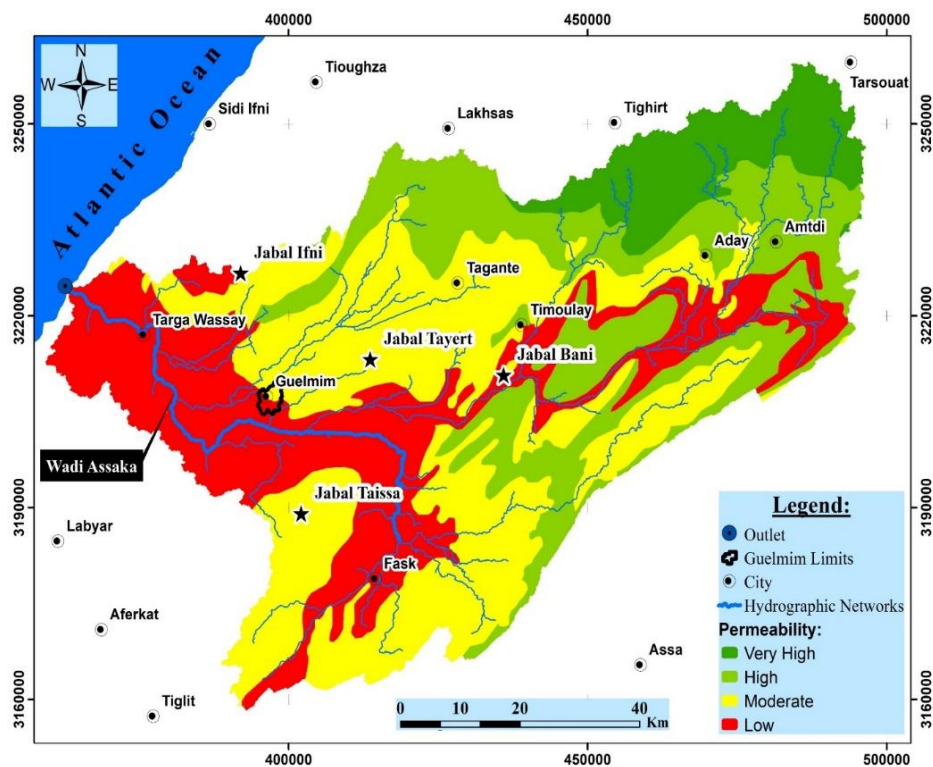 400000
450000
500000
N
W
E
S
Tioughza
Tarsouat
Sidi Ifni
Lakhsas
Tighirt
3250000
3250000
Atlantic Ocean
Jabal Ifni
Aday
Amtdi
Tagante
3220000
3220000
Targa Wassay
Timoulay
Jabal Tayert
Jabal Bani
Guelmim
Wadi Assaka
Jabal Taissa
3190000
3190000
Labyar
Fask
Aferkat
Assa
Tiglit
3160000
3160000
Legend:
Outlet
Guelmim Limits
City
Hydrographic Networks
Permeability:
Very High
High
Moderate
Low
0
10
20
40
Km
400000
450000
500000